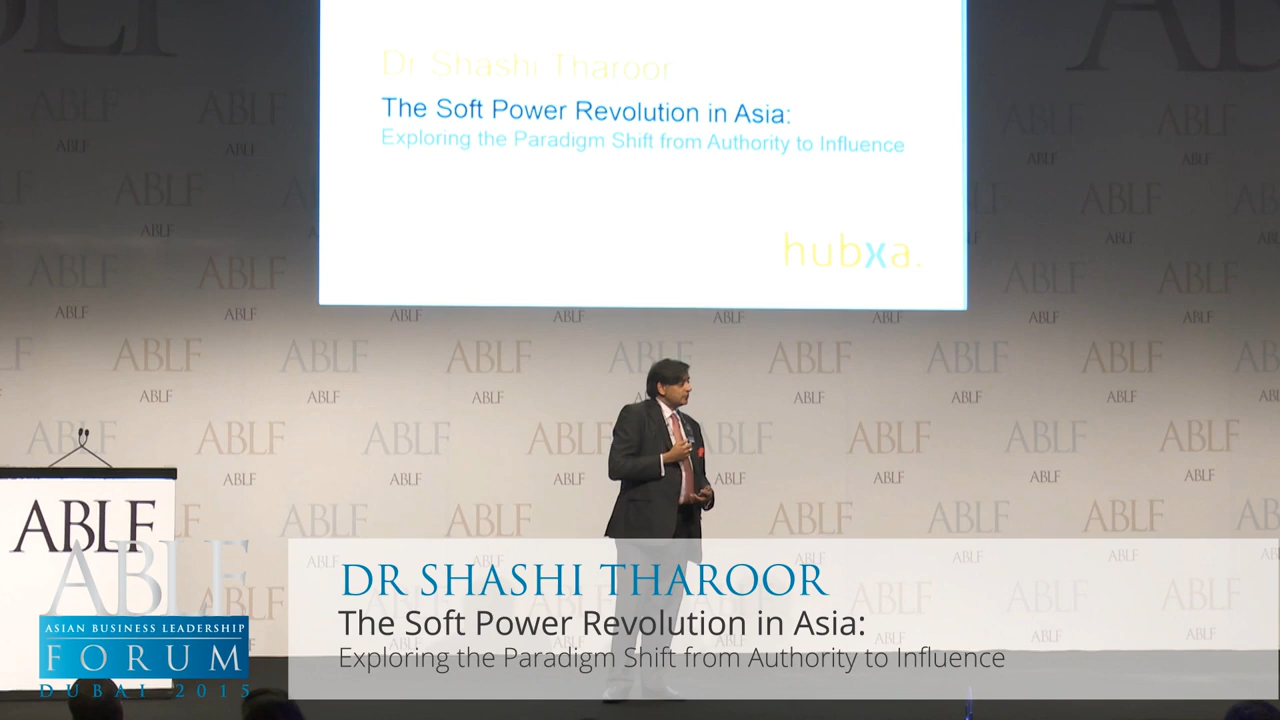 Dr Shashi Tharoor
The Soft Power Revolution in Asia:
Exploring the Paradigm Shift from Authority to Influence
hubxa.
ABLF
ABLF
DR SHASHI THAROOR
The Soft Power Revolution in Asia:
Exploring the Paradigm Shift from Authority to Influence
ABLF
ASIAN BUSINESS LEADERSHIP
FORUM
DUBAI 2015